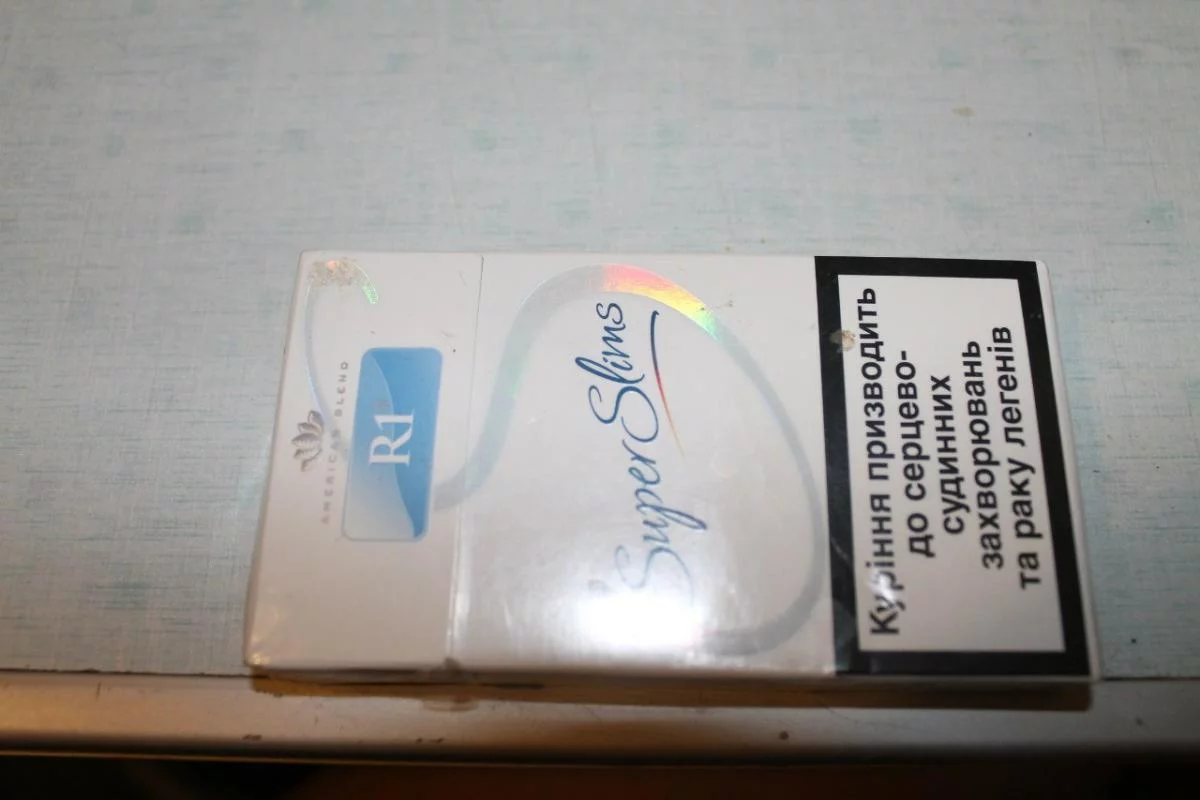 AMERICAN BLEND
R1
Super Slims
Куріння призводить
до серцево-
судинних
захворювань
та раку легенів